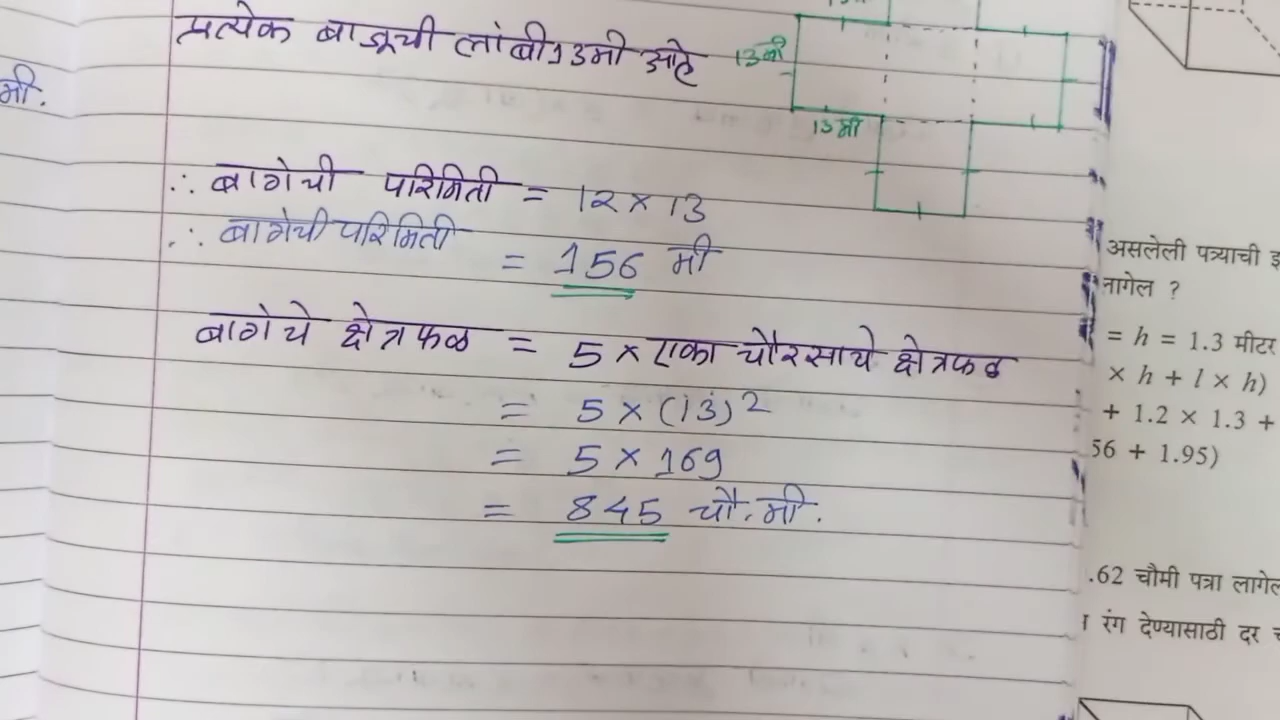 प्रत्येक बाजूची लांबी 13मी आहे
13मी
13मी
मी.
∴ बागेची परिमिती = 12 × 13
∴ बागेची परिमिती
= 156 मी
बागेचे क्षेत्रफळ = 5 × एका चौरसाचे क्षेत्रफळ
= 5 × (13)²
= 5 × 169
= 845 चौ.मी.
असलेली पत्र्याची
लागेल ?
= h = 1.3 मीटर
× h + l × h)
+ 1.2 × 1.3 +
56 + 1.95)
.62 चौमी पत्रा
रंग देण्यासाठी दर